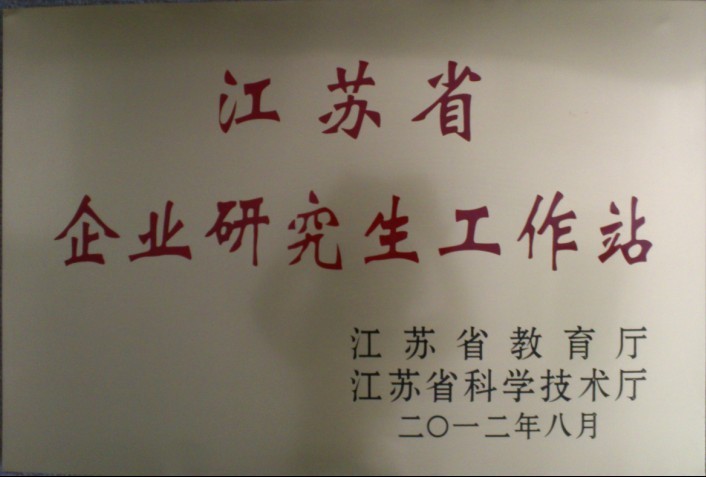 江苏省
企业研究生工作站
江苏省教育厅
江苏省科学技术厅
二〇一二年八月